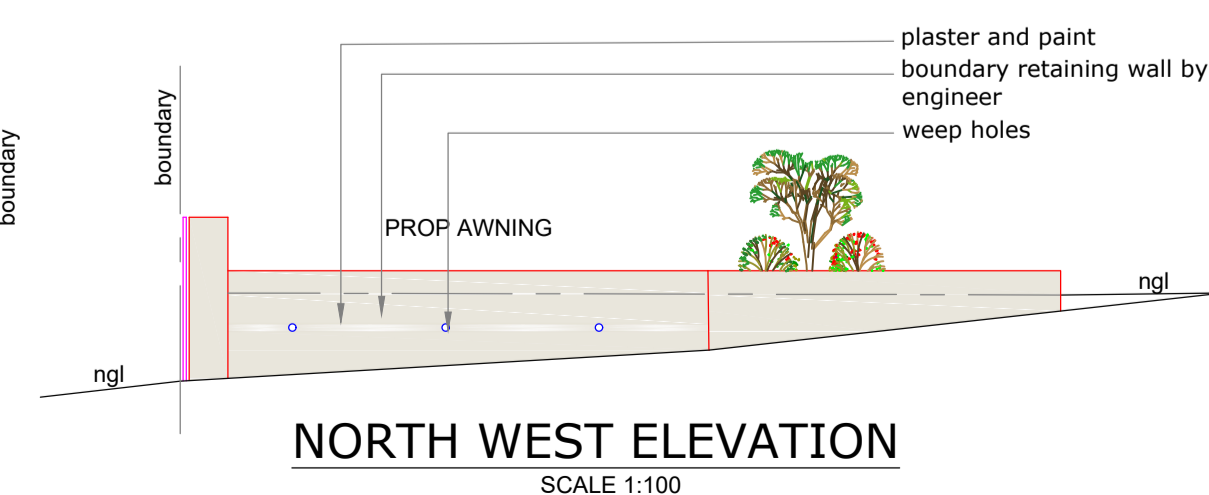 plaster and paint
boundary retaining wall by
engineer
weep holes
boundary
boundary
PROP AWNING
ngl
ngl
NORTH WEST ELEVATION
SCALE 1:100